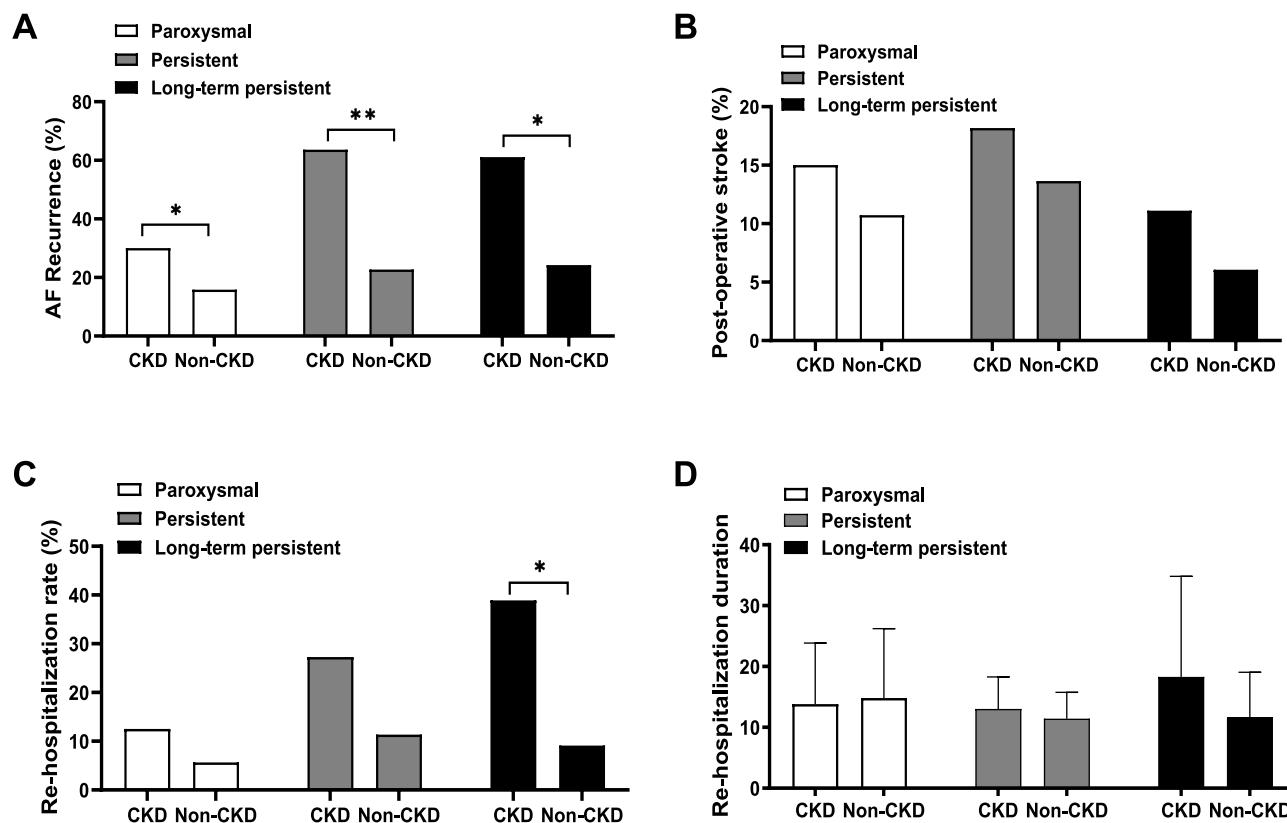 A
Paroxysmal
Persistent
Long-term persistent
AF Recurrence (%)
80
60
40
20
0
*
**
*
CKD Non-CKD CKD Non-CKD CKD Non-CKD
B
Paroxysmal
Persistent
Long-term persistent
Post-operative stroke (%)
20
15
10
5
0
CKD Non-CKD CKD Non-CKD CKD Non-CKD
C
Paroxysmal
Persistent
Long-term persistent
Re-hospitalization rate (%)
50
40
30
20
10
0
*
CKD Non-CKD CKD Non-CKD CKD Non-CKD
D
Paroxysmal
Persistent
Long-term persistent
Re-hospitalization duration
40
30
20
10
0
CKD Non-CKD CKD Non-CKD CKD Non-CKD